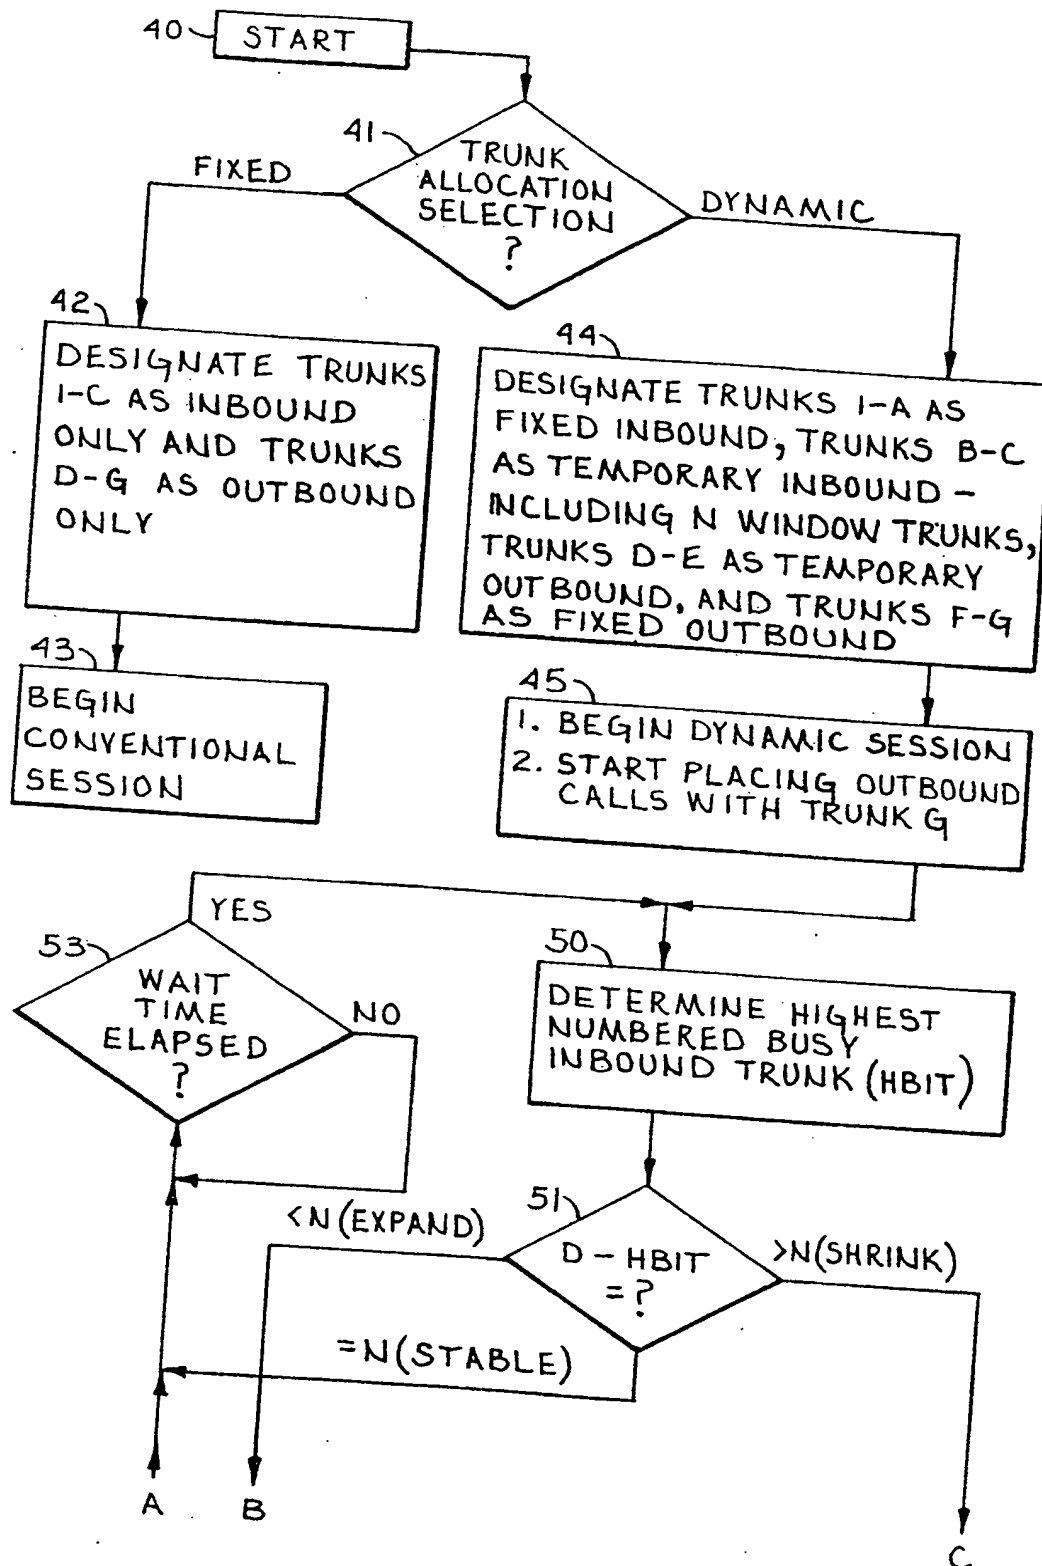 40
START
41
TRUNK
ALLOCATION
SELECTION
?
FIXED
DYNAMIC
42
DESIGNATE TRUNKS
1-C AS INBOUND
ONLY AND TRUNKS
D-G AS OUTBOUND
ONLY
44
DESIGNATE TRUNKS 1-A AS
FIXED INBOUND, TRUNKS B-C
AS TEMPORARY INBOUND -
INCLUDING N WINDOW TRUNKS,
TRUNKS D-E AS TEMPORARY
OUTBOUND, AND TRUNKS F-G
AS FIXED OUTBOUND
43
BEGIN
CONVENTIONAL
SESSION
45
1. BEGIN DYNAMIC SESSION
2. START PLACING OUTBOUND
CALLS WITH TRUNK G
YES
53
WAIT
TIME
ELAPSED
?
NO
50
DETERMINE HIGHEST
NUMBERED BUSY
INBOUND TRUNK (HBIT)
51
D - HBIT
= ?
<N (EXPAND)
>N(SHRINK)
=N(STABLE)
A
B
C